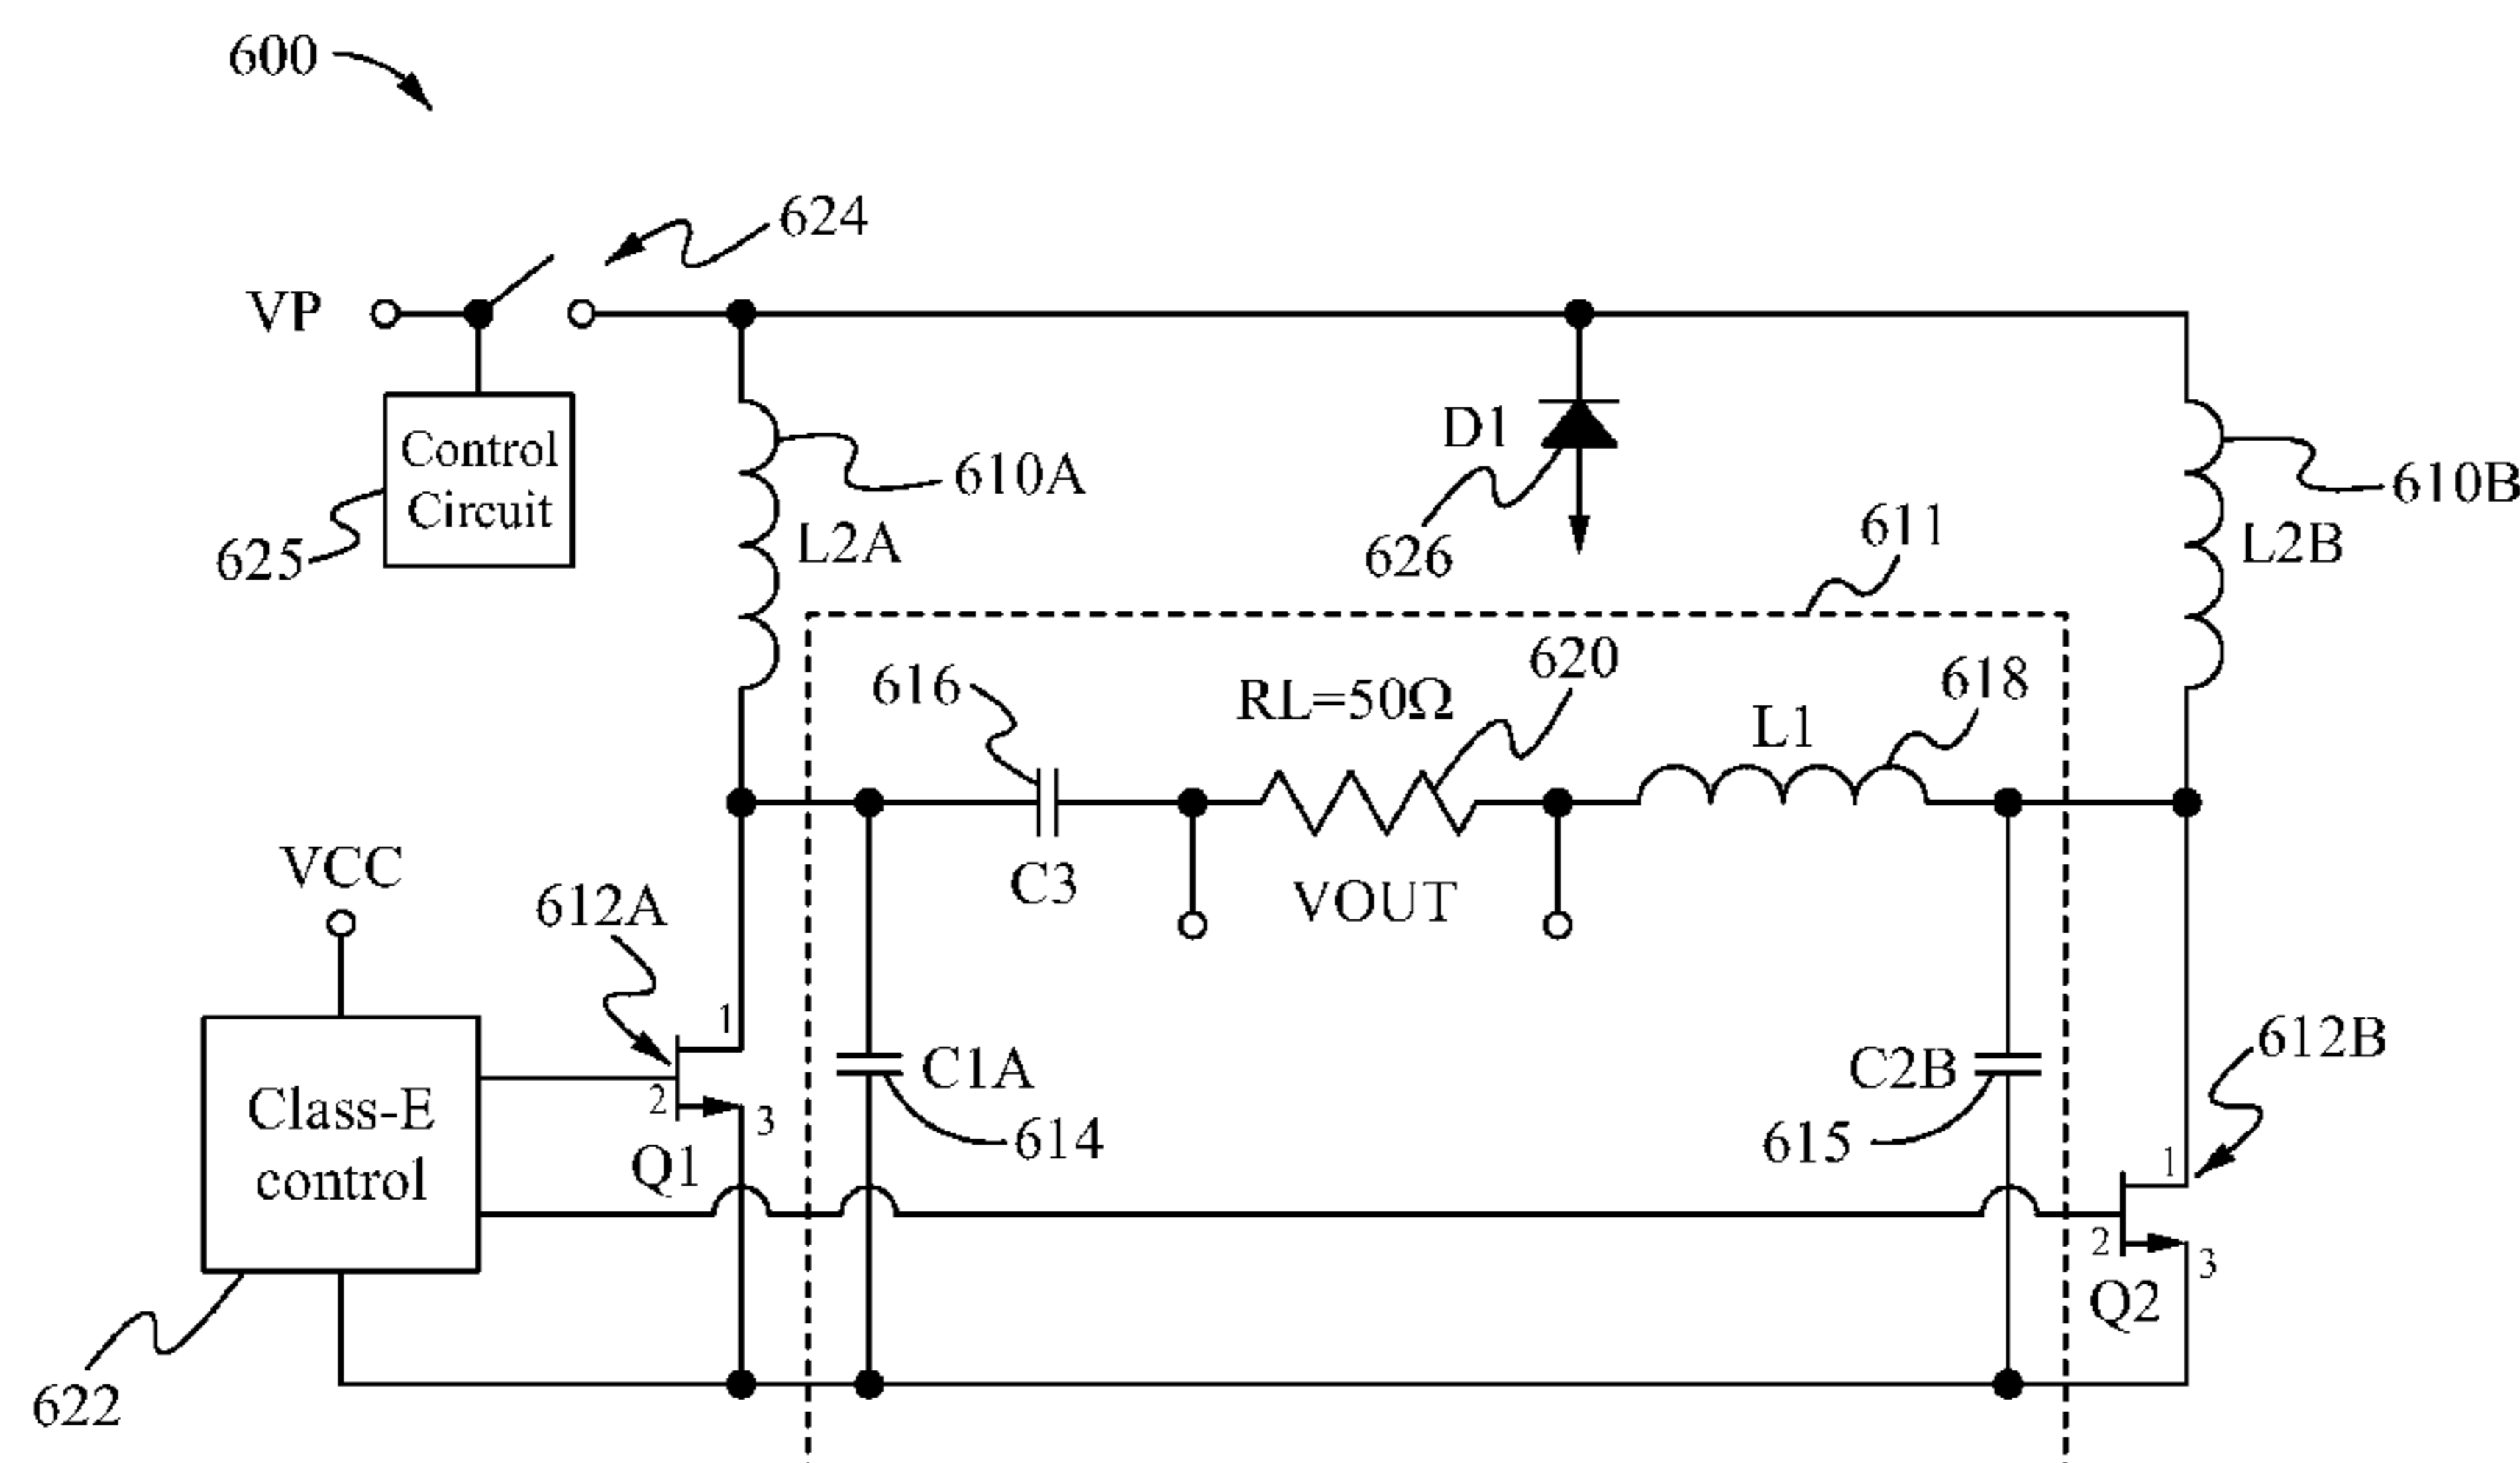 600
624
VP
Control
Circuit
625
610A
L2A
D1
626
611
610B
L2B
616
RL=50Ω
620
618
L1
C3
VOUT
VCC
612A
1
2
3
Q1
C1A
614
C2B
615
612B
1
2
3
Q2
Class-E
control
622